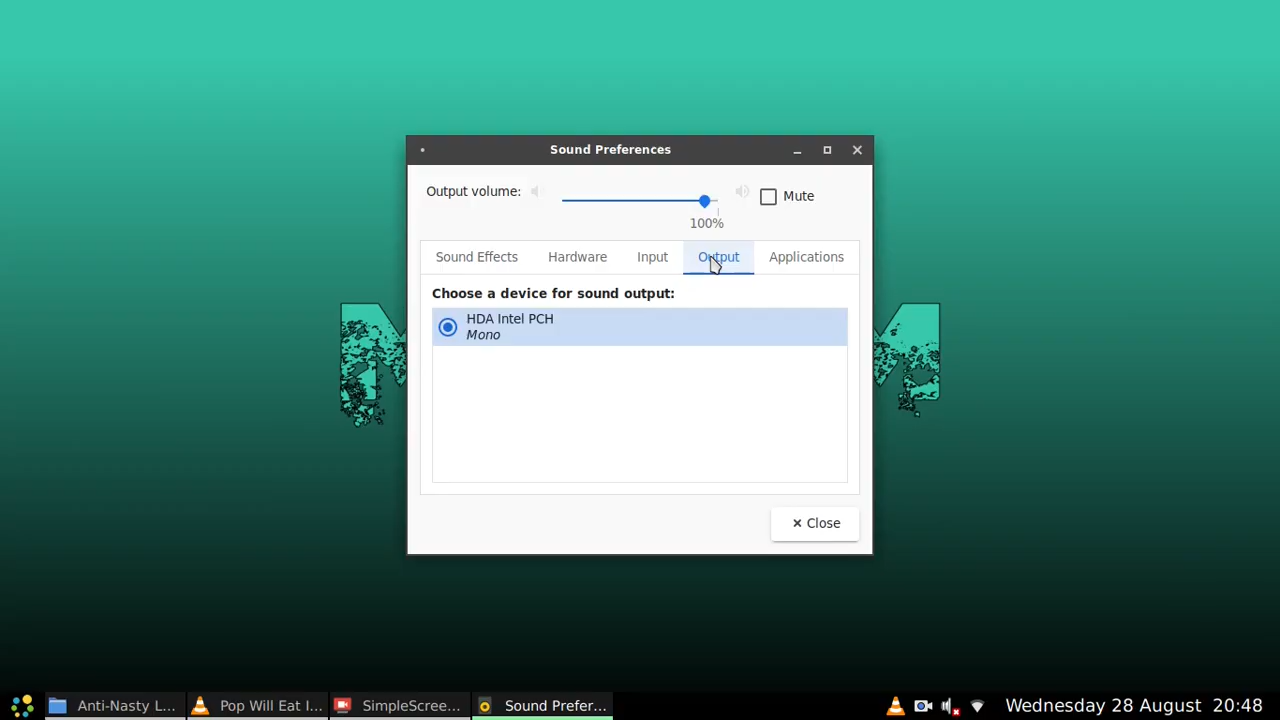 Sound Preferences
Output volume:
Mute
100%
Sound Effects
Hardware
Input
Output
Applications
Choose a device for sound output:
HDA Intel PCH
Mono
× Close
Anti-Nasty L...
Pop Will Eat I...
SimpleScree...
Sound Prefer...
Wednesday 28 August 20:48